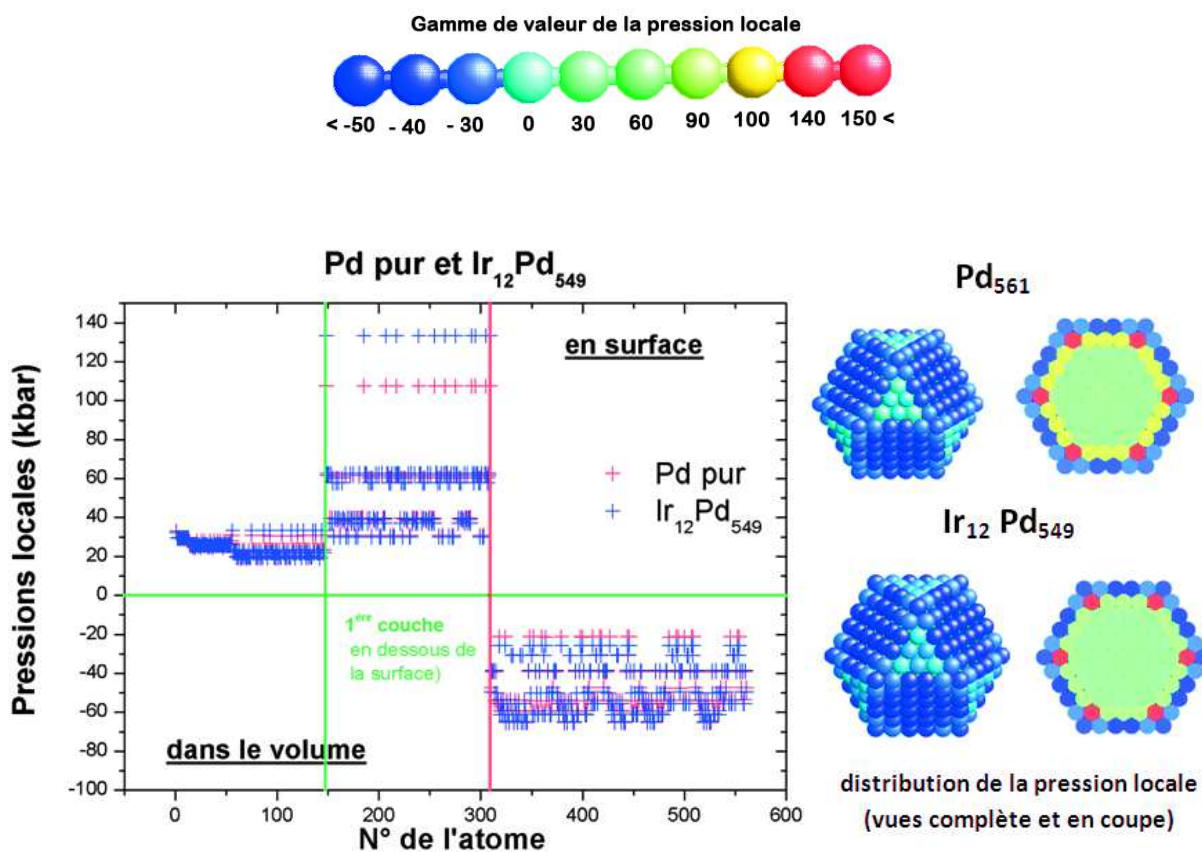 Gamme de valeur de la pression locale
< -50 - 40 - 30 0 30 60 90 100 140 150 <
Pd pur et Ir12Pd549
Pressions locales (kbar)
140
120
100
80
60
40
20
0
-20
-40
-60
-80
-100
en surface
Pd pur
Ir12Pd549
1ère couche
en dessous de
la surface)
dans le volume
0 100 200 300 400 500 600
N° de l'atome
Pd561
Ir12 Pd549
distribution de la pression locale
(vues complète et en coupe)